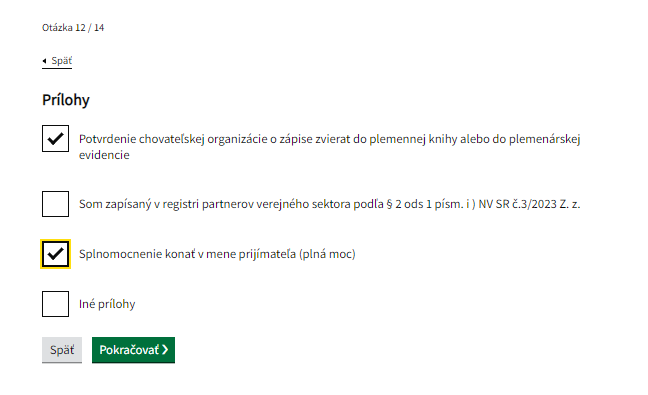 Otázka 12 / 14
Späť
Prílohy
Potvrdenie chovateľskej organizácie o zápise zvierat do plemennej knihy alebo do plemenárskej
evidencie
Som zapísaný v registri partnerov verejného sektora podľa § 2 ods 1 písm. i ) NV SR č.3/2023 Z. z.
Splnomocnenie konať v mene prijímateľa (plná moc)
Iné prílohy
Späť Pokračovať